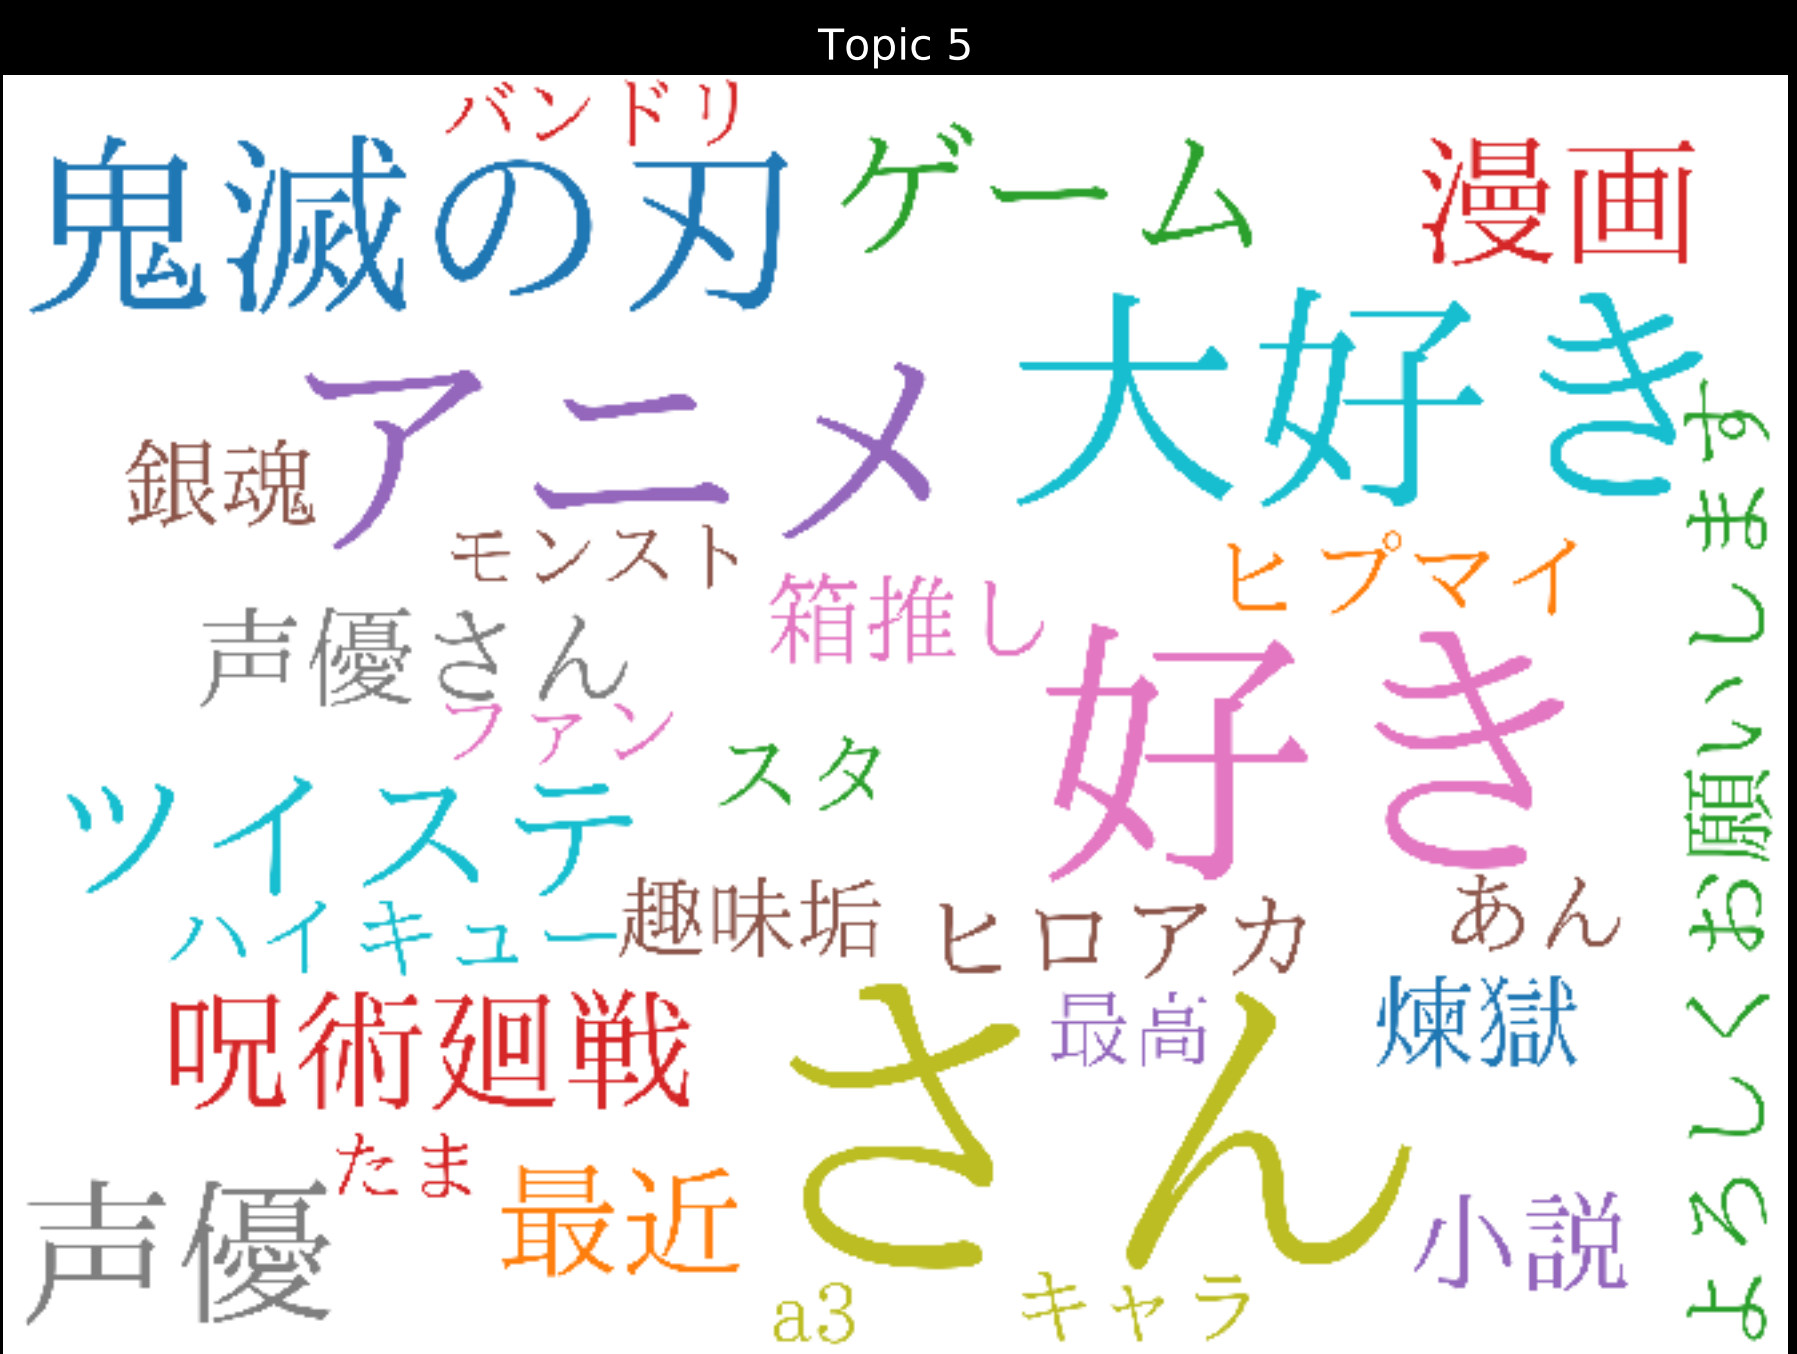 Topic 5
バンドリ
鬼滅の刃
ゲーム
漫画
大好き
アニメ
銀魂
モンスト
ヒプマイ
箱推し
声優さん
好き
ファン
スタ
ツイステ
趣味垢
ヒロアカ
あん
ハイキュー
呪術廻戦
さん
最高
煉獄
たま
声優
最近
小説
a3
キャラ
よろしくお願いします